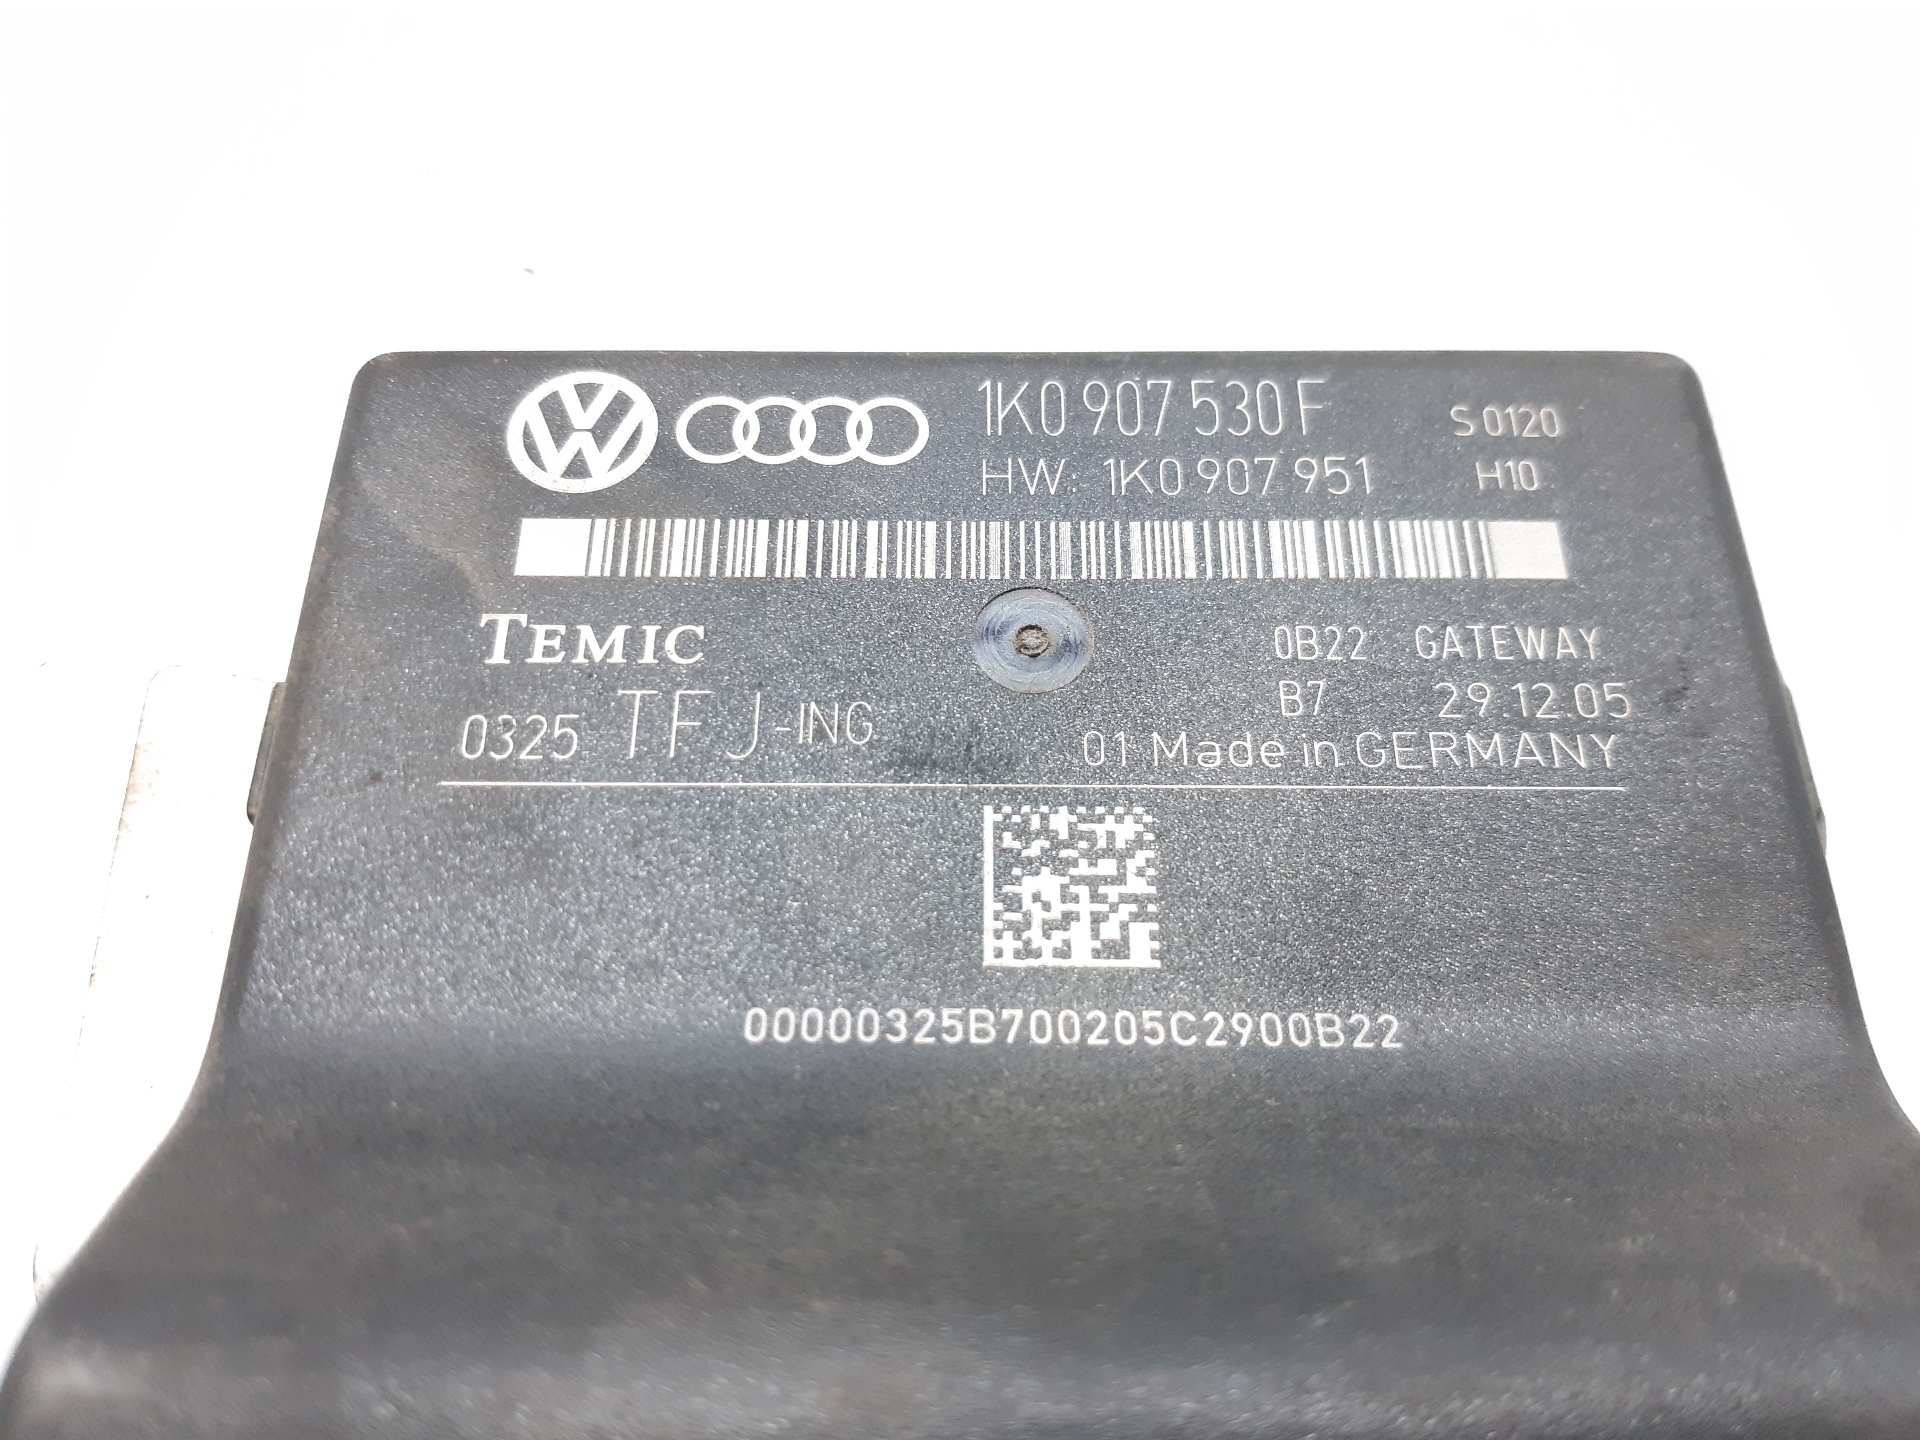 1K0 907 530 F S 0120
HW: 1K0 907 951 H10
TEMIC 0B22 GATEWAY
B7 29.12.05
0325 TFJ-ING 01 Made in GERMANY
00000325B700205C2900B22